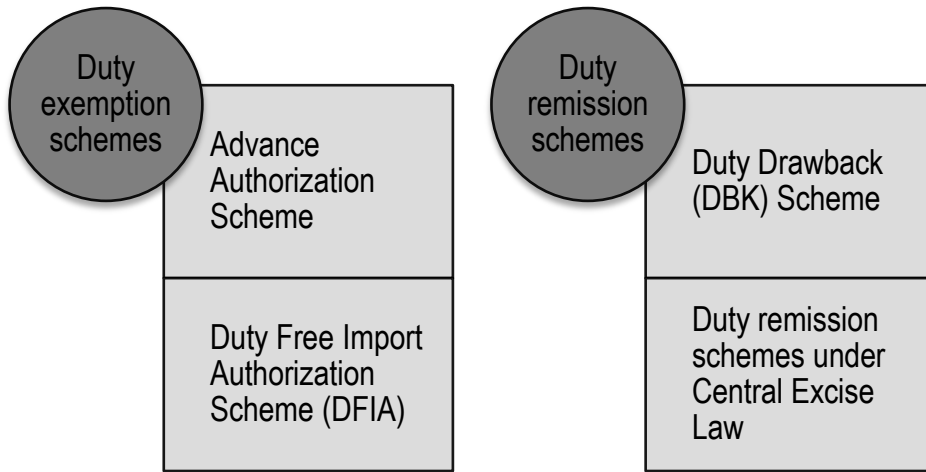 Duty
exemption
schemes
Advance
Authorization
Scheme
Duty Free Import
Authorization
Scheme (DFIA)
Duty
remission
schemes
Duty Drawback
(DBK) Scheme
Duty remission
schemes under
Central Excise
Law